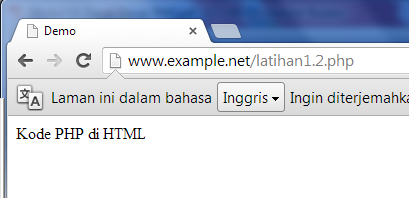 Demo
www.example.net/latihan1.2.php
Laman ini dalam bahasa Inggris Ingin diterjemahka
Kode PHP di HTML